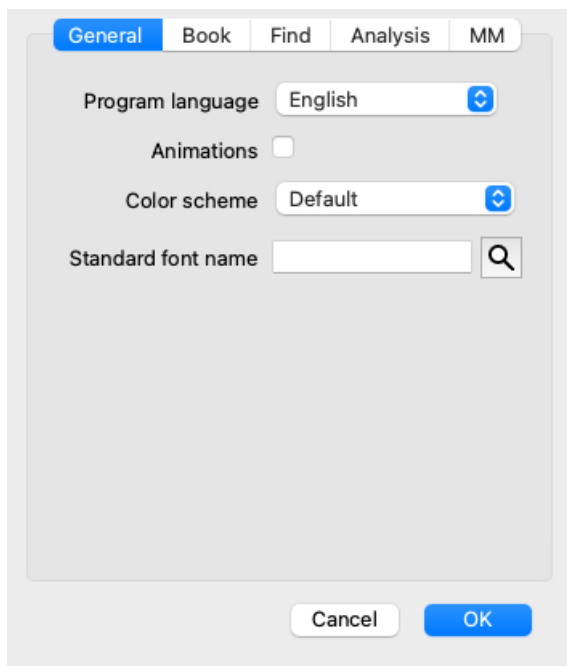 General Book Find Analysis MM
Program language English
Animations
Color scheme Default
Standard font name
Cancel OK